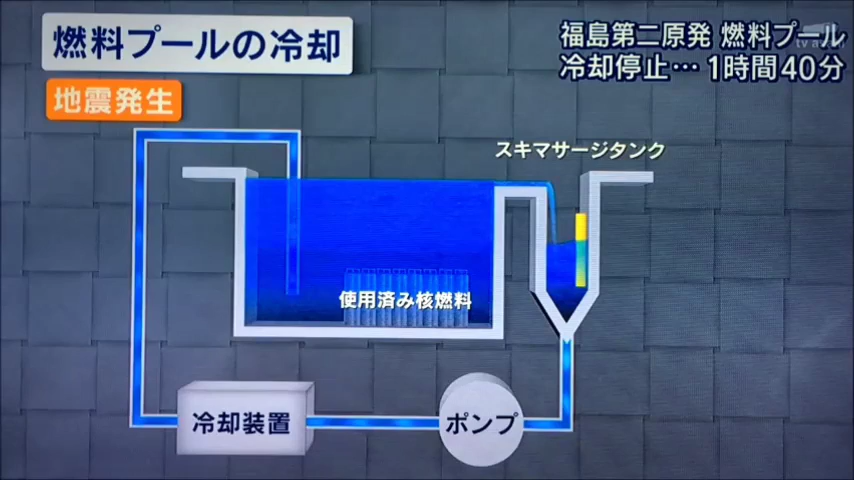 燃料プールの冷却
地震発生
福島第二原発 燃料プール
冷却停止…1時間40分
スキマサージタンク
使用済み核燃料
冷却装置
ポンプ